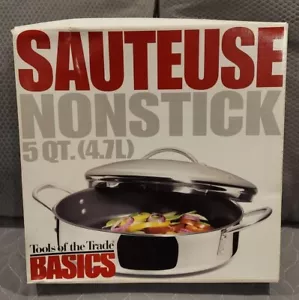 SAUTEUSE
NONSTICK
5 QT. (4.7L)
Tools of the Trade
BASICS